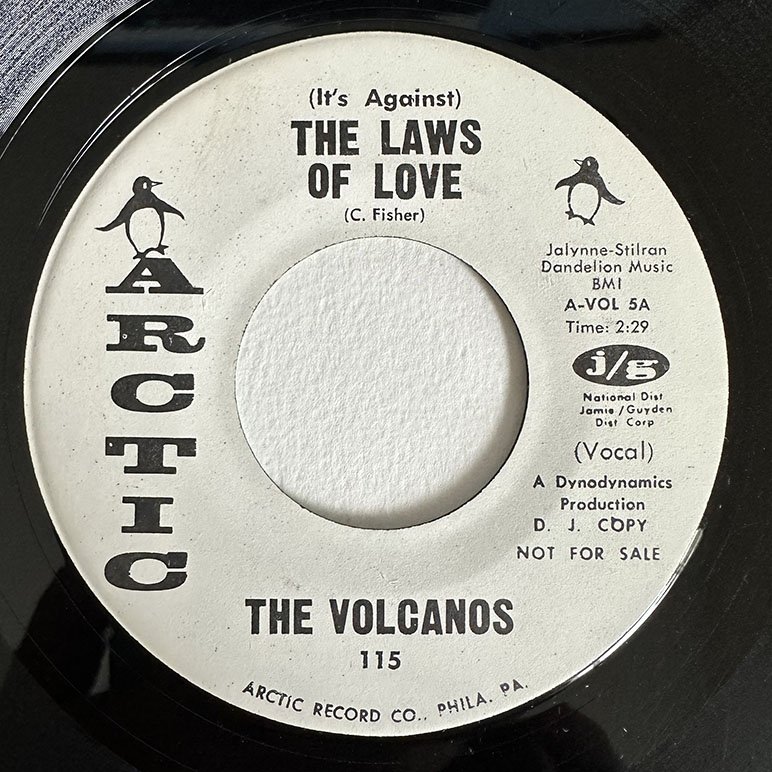 (It's Against)
THE LAWS
OF LOVE
(C. Fisher)
ARCTIC
Jalynne-Stilran
Dandelion Music
BMI
A-VOL 5A
Time: 2:29
j/g
National Dist
Jamie/Guyden
Dist Corp
(Vocal)
A Dynodynamics
Production
D. J. COPY
NOT FOR SALE
THE VOLCANOS
115
ARCTIC RECORD CO., PHILA. PA.